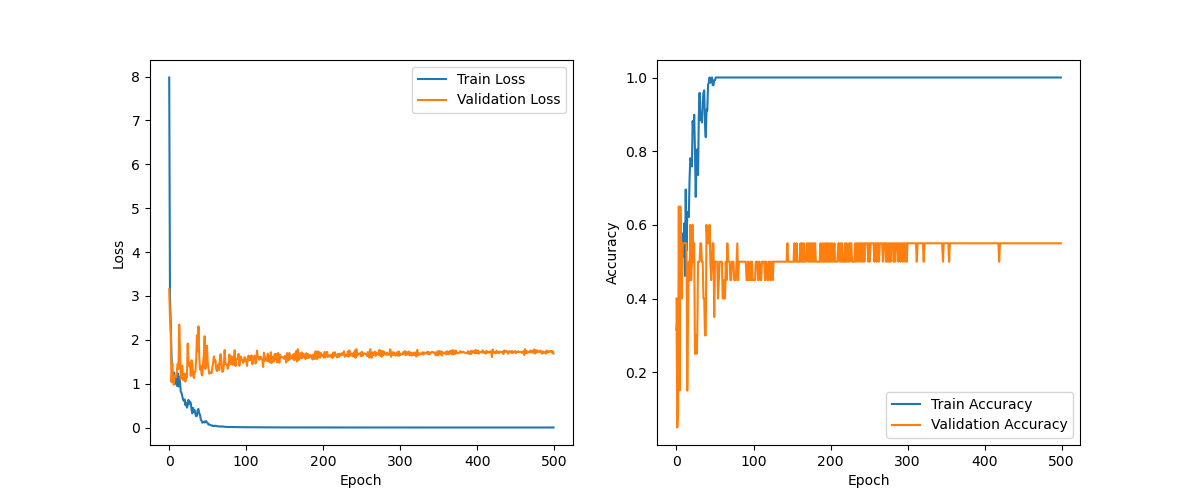 8
7
6
5
4
3
2
1
0
Loss
0 100 200 300 400 500
Epoch
Train Loss
Validation Loss
1.0
0.8
0.6
0.4
0.2
Accuracy
0 100 200 300 400 500
Epoch
Train Accuracy
Validation Accuracy